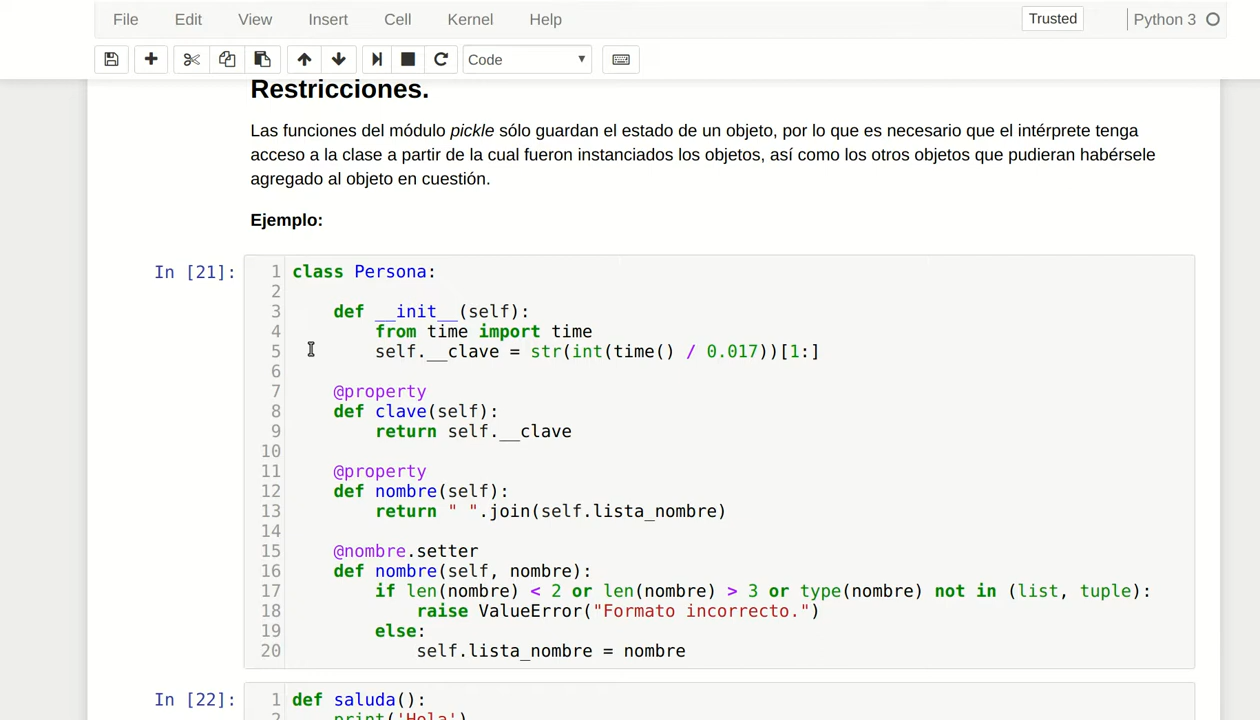 File Edit View Insert Cell Kernel Help Trusted Python 3
Code
Restricciones.
Las funciones del módulo pickle sólo guardan el estado de un objeto, por lo que es necesario que el intérprete tenga
acceso a la clase a partir de la cual fueron instanciados los objetos, así como los otros objetos que pudieran habérsele
agregado al objeto en cuestión.
Ejemplo:
In [21]:
1 class Persona:
2
3     def __init__(self):
4         from time import time
5         self.__clave = str(int(time() / 0.017))[1:]
6
7     @property
8     def clave(self):
9         return self.__clave
10
11     @property
12     def nombre(self):
13         return " ".join(self.lista_nombre)
14
15     @nombre.setter
16     def nombre(self, nombre):
17         if len(nombre) < 2 or len(nombre) > 3 or type(nombre) not in (list, tuple):
18             raise ValueError("Formato incorrecto.")
19         else:
20             self.lista_nombre = nombre
In [22]:
1 def saluda():
2     print('Hola')